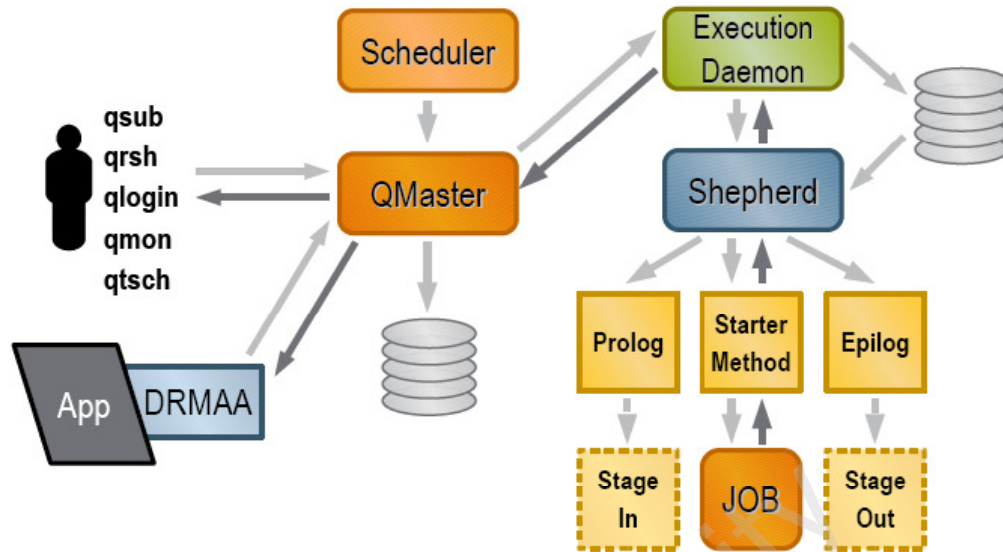 Scheduler
Execution
Daemon
qsub
qrsh
qlogin
qmon
qtsch
QMaster
Shepherd
Prolog
Starter
Method
Epilog
App
DRMAA
Stage
In
JOB
Stage
Out